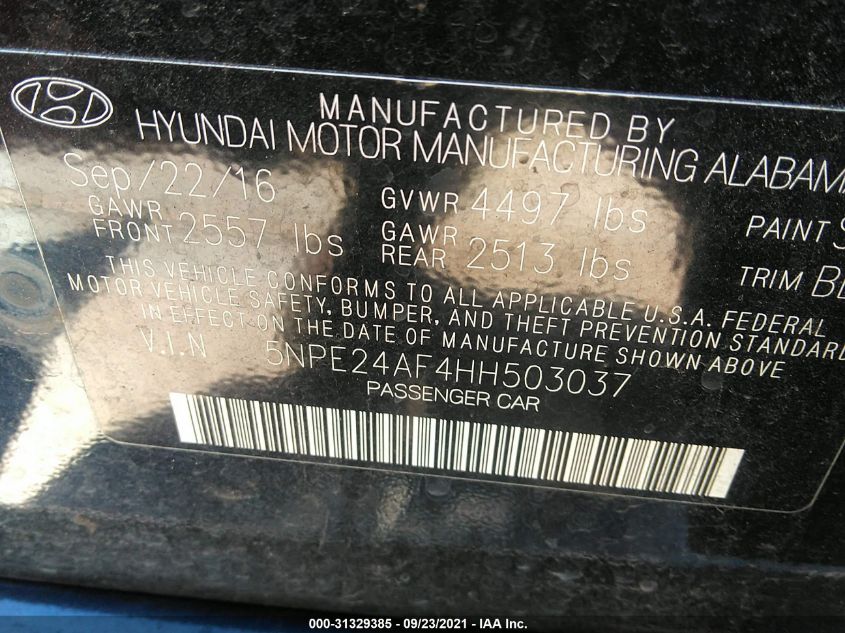 MANUFACTURED BY
HYUNDAI MOTOR MANUFACTURING ALABAMA
Sep/22/16 GVWR 4497 lbs PAINT S
GAWR FRONT 2557 lbs GAWR REAR 2513 lbs TRIM
THIS VEHICLE CONFORMS TO ALL APPLICABLE U.S.A. FEDERAL
MOTOR VEHICLE SAFETY, BUMPER, AND THEFT PREVENTION STANDARD
IN EFFECT ON THE DATE OF MANUFACTURE SHOWN ABOVE
V.I.N 5NPE24AF4HH503037
PASSENGER CAR
000-31329385 - 09/23/2021 - IAA Inc.